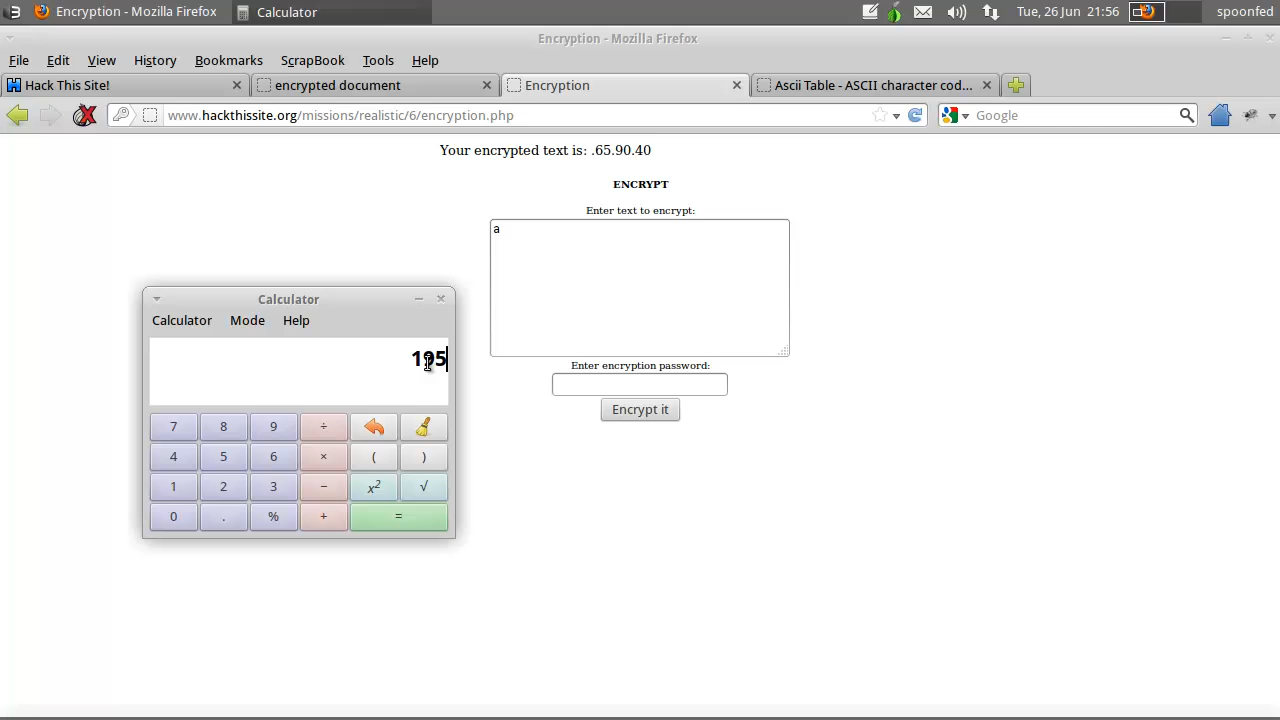 Encryption - Mozilla Firefox
Calculator
Tue, 26 Jun 21:56
spoonfed
Encryption - Mozilla Firefox
File Edit View History Bookmarks ScrapBook Tools Help
Hack This Site!
encrypted document
Encryption
Ascii Table - ASCII character cod...
www.hackthissite.org/missions/realistic/6/encryption.php
Google
Your encrypted text is: .65.90.40
ENCRYPT
Enter text to encrypt:
a
Enter encryption password:
Encrypt it
Calculator
Calculator Mode Help
195
7 8 9 ÷
4 5 6 × ( )
1 2 3 − x² √
0 . % + =